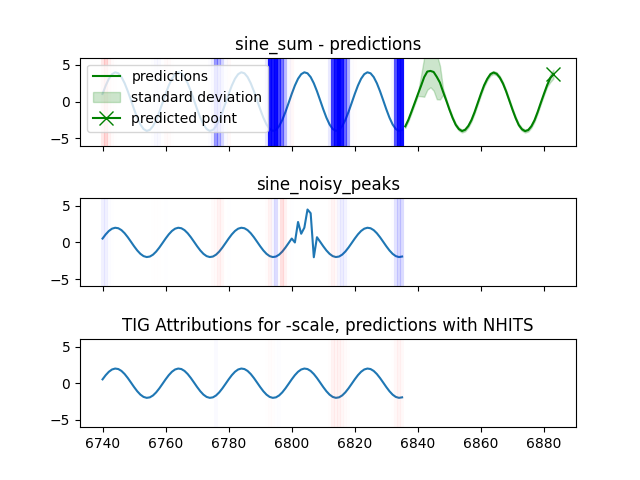 sine_sum - predictions
5
0
−5
predictions
standard deviation
predicted point
sine_noisy_peaks
5
0
−5
TIG Attributions for -scale, predictions with NHITS
5
0
−5
6740 6760 6780 6800 6820 6840 6860 6880